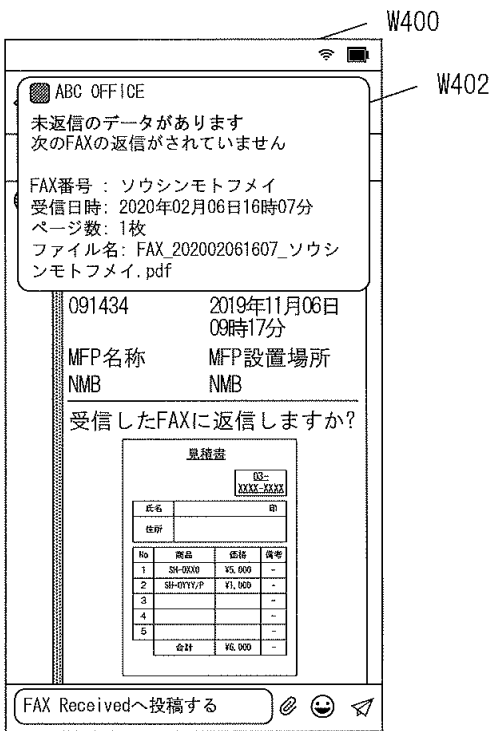 W400
W402
ABC OFFICE
未返信のデータがあります
次のFAXの返信がされていません
FAX番号 : ソウシンモトフメイ
受信日時: 2020年02月06日16時07分
ページ数: 1枚
ファイル名: FAX_202002061607_ソウシ
ンモトフメイ.pdf
091434 2019年11月06日
09時17分
MFP名称 MFP設置場所
NMB NMB
受信したFAXに返信しますか?
見積書
03-
XXXX-XXXX
氏名 印
住所
No 商品 価格 備考
1 SH-OXXO ¥5,000 -
2 SH-OYYY/P ¥1,000 -
3 -
4 -
5 -
合計 ¥6,000 -
FAX Receivedへ投稿する